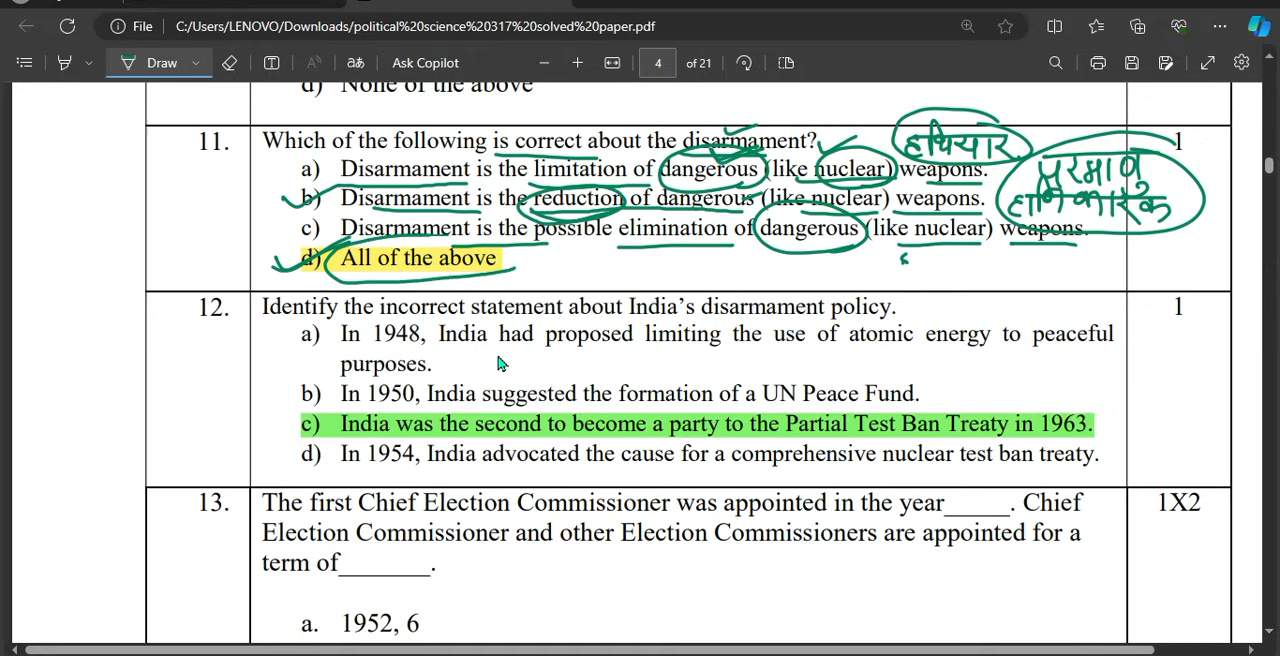 File C:/Users/LENOVO/Downloads/political%20science%20317%20solved%20paper.pdf
Draw aあ Ask Copilot 4 of 21
d) None of the above
11. Which of the following is correct about the disarmament? हथियार 1
a) Disarmament is the limitation of dangerous (like nuclear) weapons. परमाणु
b) Disarmament is the reduction of dangerous (like nuclear) weapons. हानिकारक
c) Disarmament is the possible elimination of dangerous (like nuclear) weapons.
d) All of the above
12. Identify the incorrect statement about India’s disarmament policy. 1
a) In 1948, India had proposed limiting the use of atomic energy to peaceful
purposes.
b) In 1950, India suggested the formation of a UN Peace Fund.
c) India was the second to become a party to the Partial Test Ban Treaty in 1963.
d) In 1954, India advocated the cause for a comprehensive nuclear test ban treaty.
13. The first Chief Election Commissioner was appointed in the year_____. Chief 1X2
Election Commissioner and other Election Commissioners are appointed for a
term of_______.
a. 1952, 6